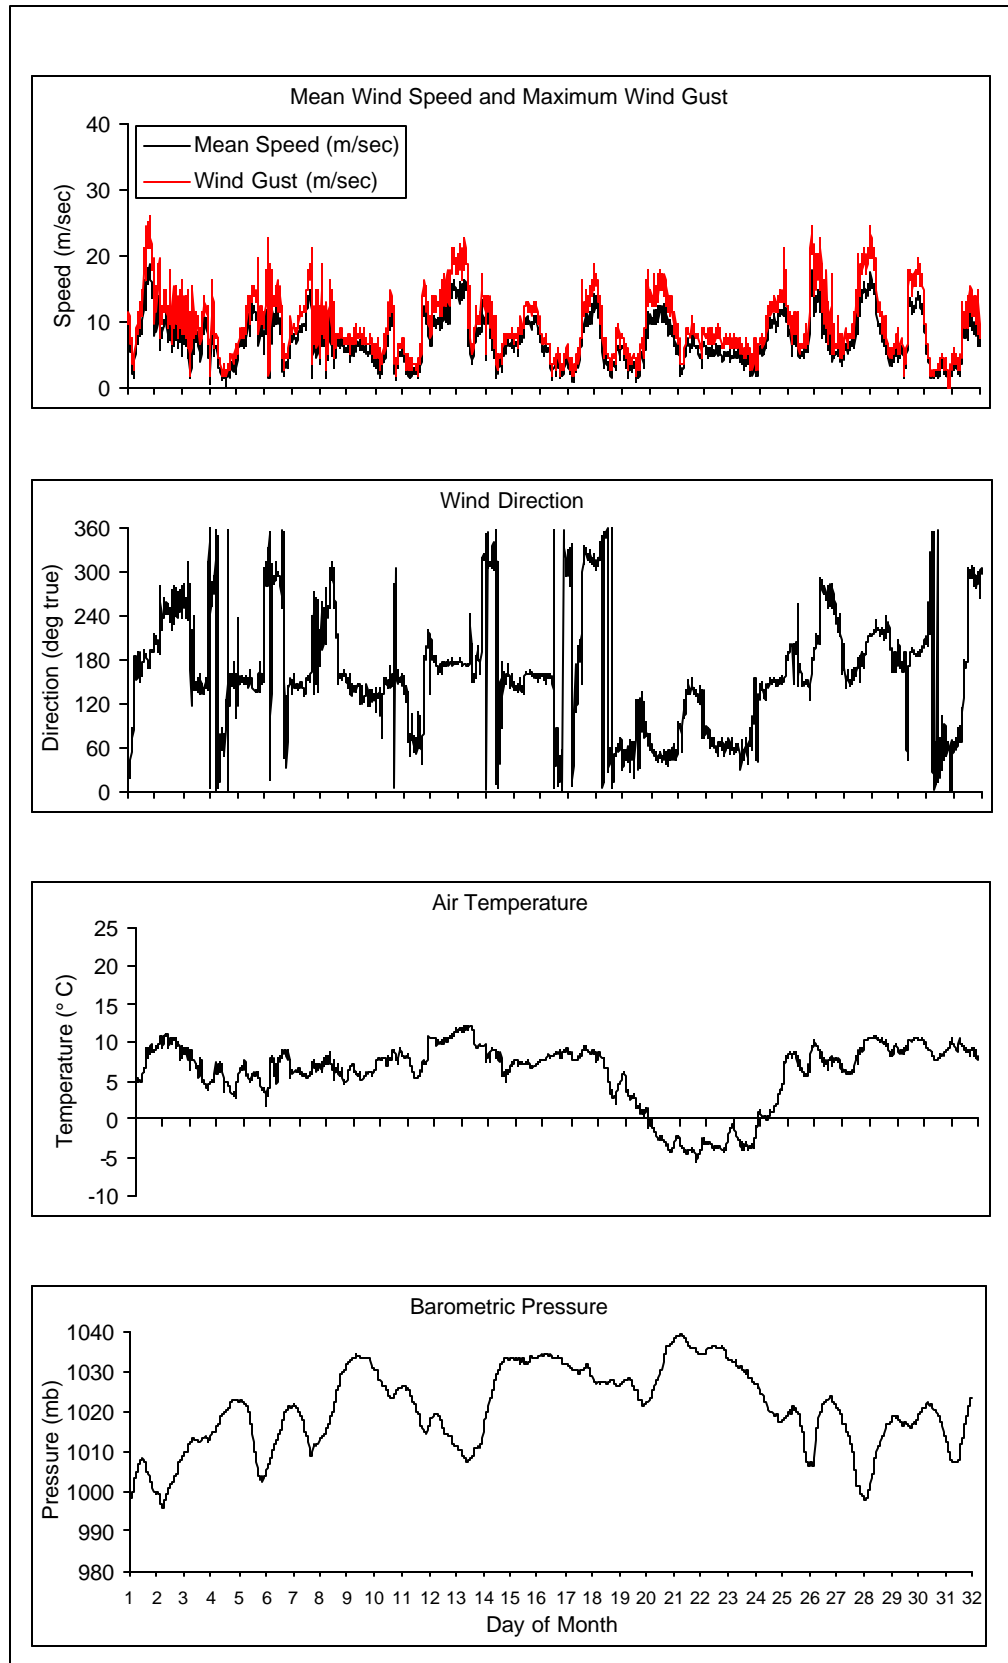 Mean Wind Speed and Maximum Wind Gust
40
30
20
10
0
Speed (m/sec)
Mean Speed (m/sec)
Wind Gust (m/sec)
Wind Direction
360
300
240
180
120
60
0
Direction (deg true)
Air Temperature
25
20
15
10
5
0
-5
-10
Temperature (° C)
Barometric Pressure
1040
1030
1020
1010
1000
990
980
Pressure (mb)
1 2 3 4 5 6 7 8 9 10 11 12 13 14 15 16 17 18 19 20 21 22 23 24 25 26 27 28 29 30 31 32
Day of Month